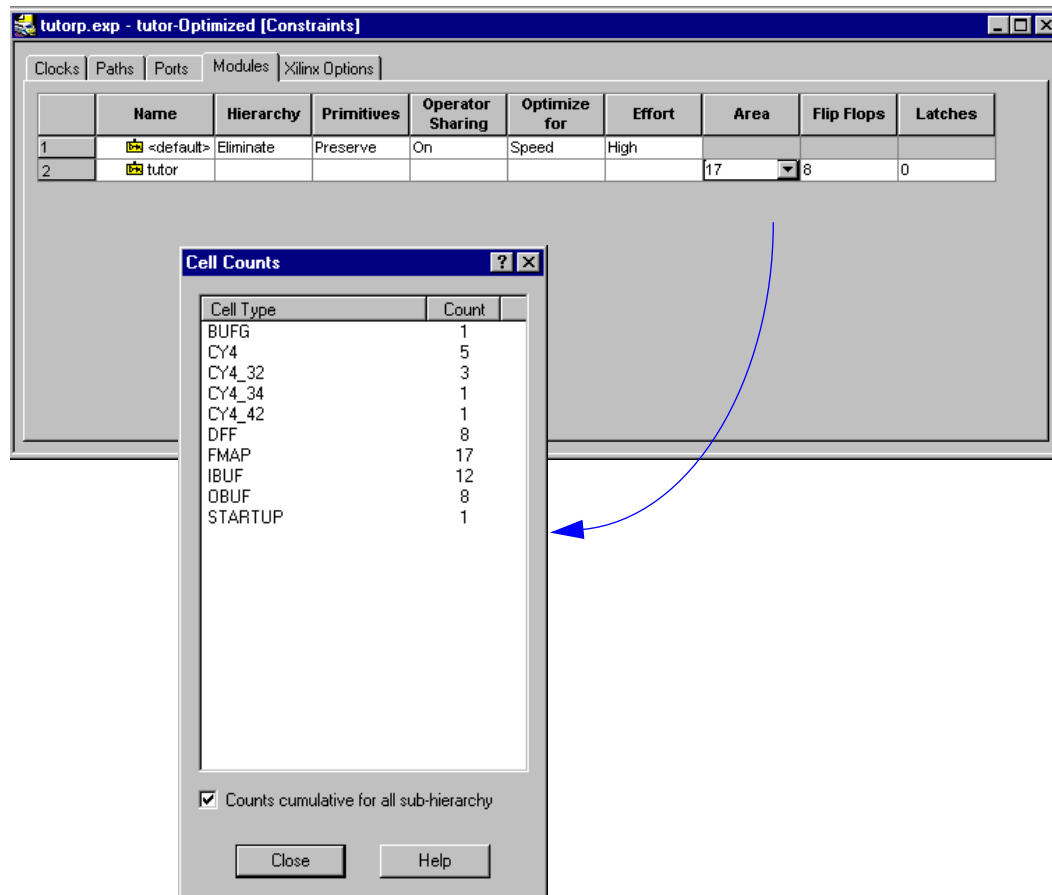 tutorp.exp - tutor-Optimized [Constraints]
Clocks Paths Ports Modules Xilinx Options
Name Hierarchy Primitives Operator Sharing Optimize for Effort Area Flip Flops Latches
1 <default> Eliminate Preserve On Speed High
2 tutor 17 8 0
Cell Counts
Cell Type Count
BUFG 1
CY4 5
CY4_32 3
CY4_34 1
CY4_42 1
DFF 8
FMAP 17
IBUF 12
OBUF 8
STARTUP 1
Counts cumulative for all sub-hierarchy
Close Help